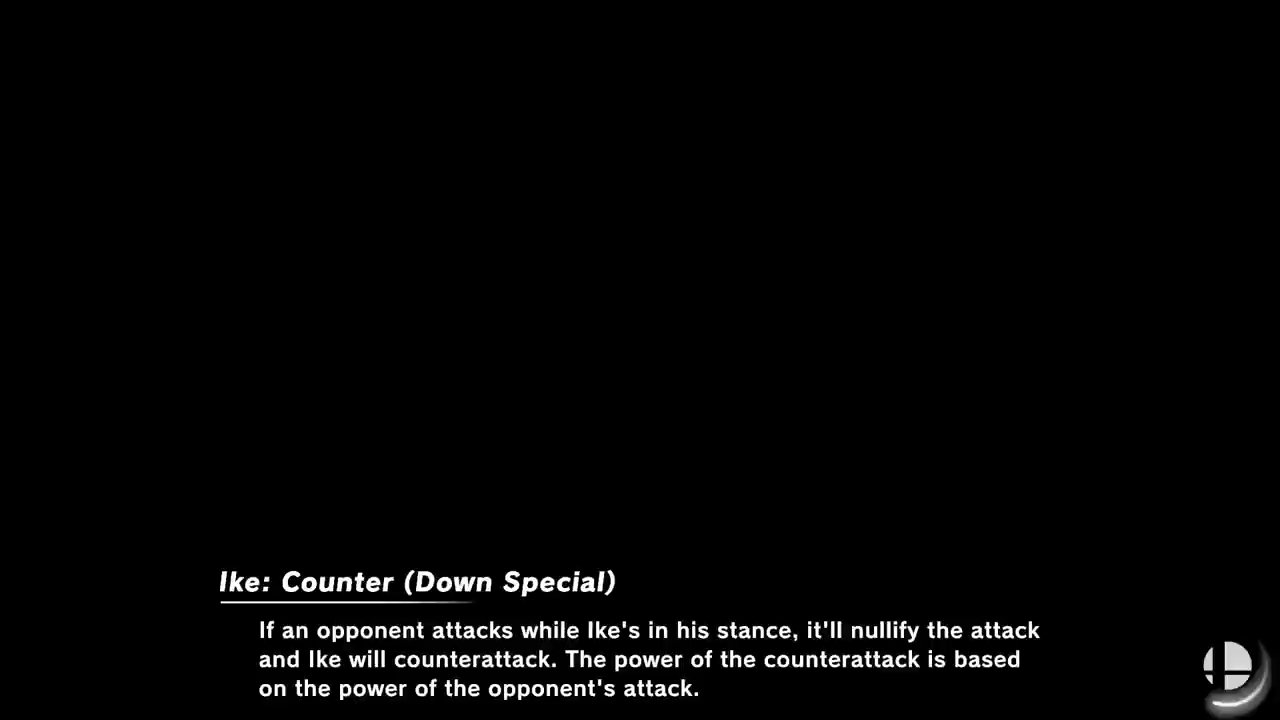 Ike: Counter (Down Special)
If an opponent attacks while Ike's in his stance, it'll nullify the attack
and Ike will counterattack. The power of the counterattack is based
on the power of the opponent's attack.